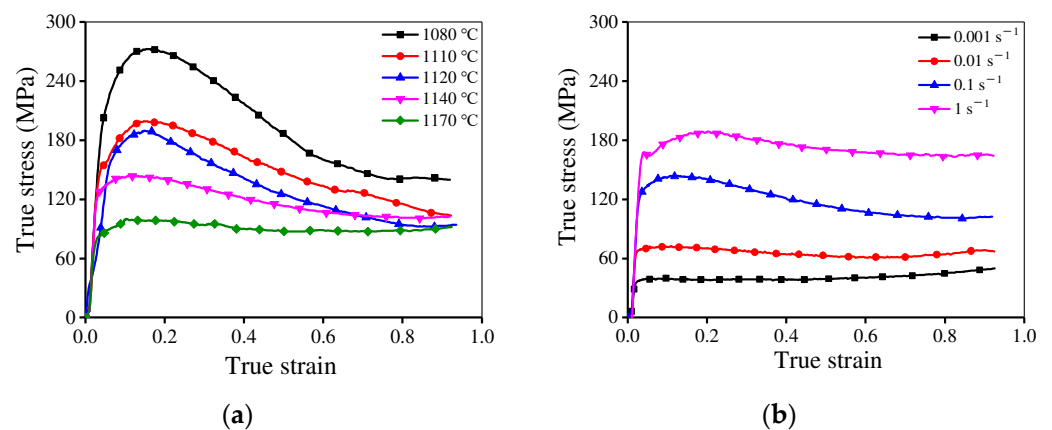 True stress (MPa)
300
240
180
120
60
0
0.0 0.2 0.4 0.6 0.8 1.0
True strain
1080 ℃
1110 ℃
1120 ℃
1140 ℃
1170 ℃
(a)
True stress (MPa)
300
240
180
120
60
0
0.0 0.2 0.4 0.6 0.8 1.0
True strain
0.001 s⁻¹
0.01 s⁻¹
0.1 s⁻¹
1 s⁻¹
(b)